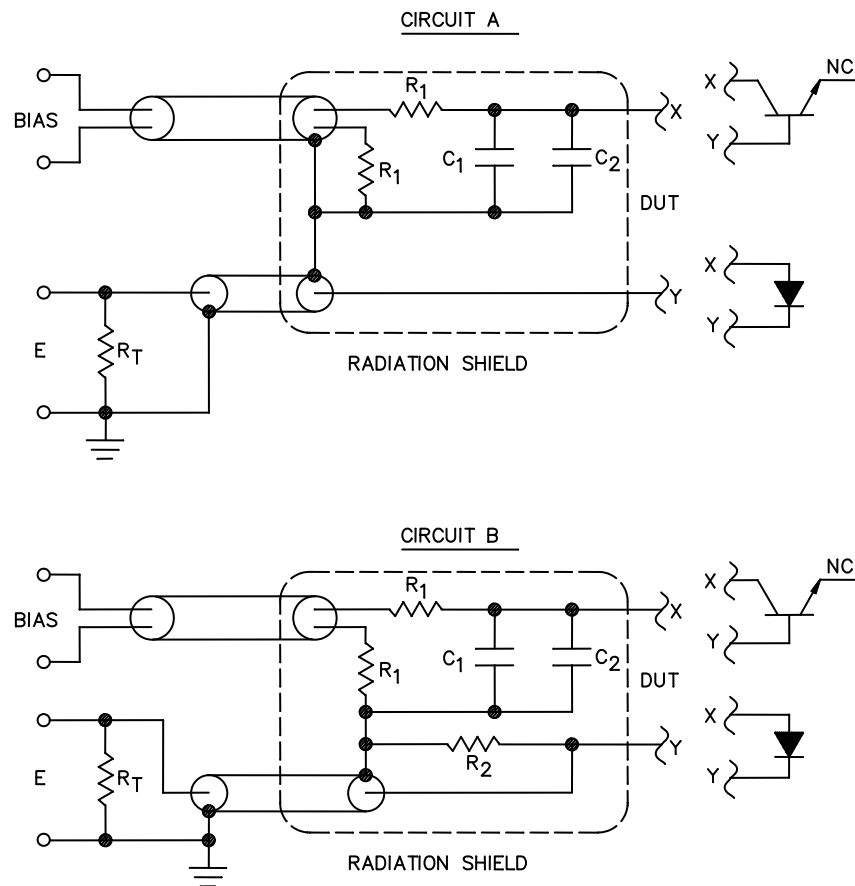 CIRCUIT A
R1
X
X
NC
BIAS
C1
C2
Y
R1
DUT
X
Y
Y
E
RT
RADIATION SHIELD
CIRCUIT B
R1
X
X
NC
BIAS
C1
C2
Y
R1
DUT
X
Y
R2
Y
E
RT
RADIATION SHIELD